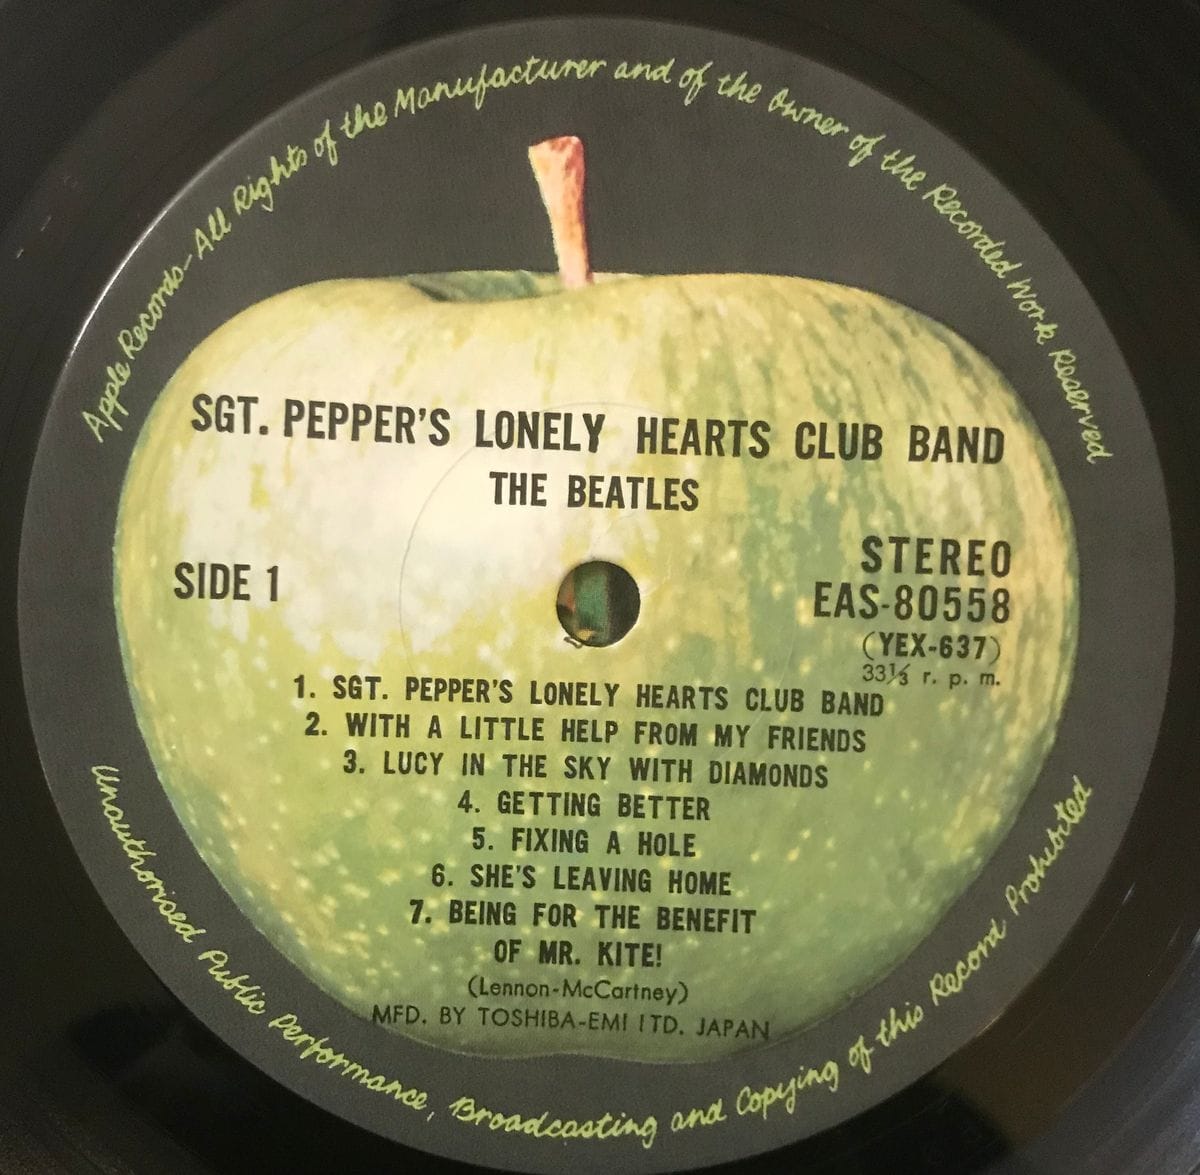 Apple Records-All Rights of the Manufacturer and of the Owner of the Recorded Work Reserved
SGT. PEPPER'S LONELY HEARTS CLUB BAND
THE BEATLES
SIDE 1
STEREO
EAS-80558
(YEX-637)
33⅓ r. p. m.
1. SGT. PEPPER'S LONELY HEARTS CLUB BAND
2. WITH A LITTLE HELP FROM MY FRIENDS
3. LUCY IN THE SKY WITH DIAMONDS
4. GETTING BETTER
5. FIXING A HOLE
6. SHE'S LEAVING HOME
7. BEING FOR THE BENEFIT
OF MR. KITE!
(Lennon-McCartney)
MFD. BY TOSHIBA-EMI LTD. JAPAN
Unauthorised Public Performance, Broadcasting and Copying of this Record Prohibited